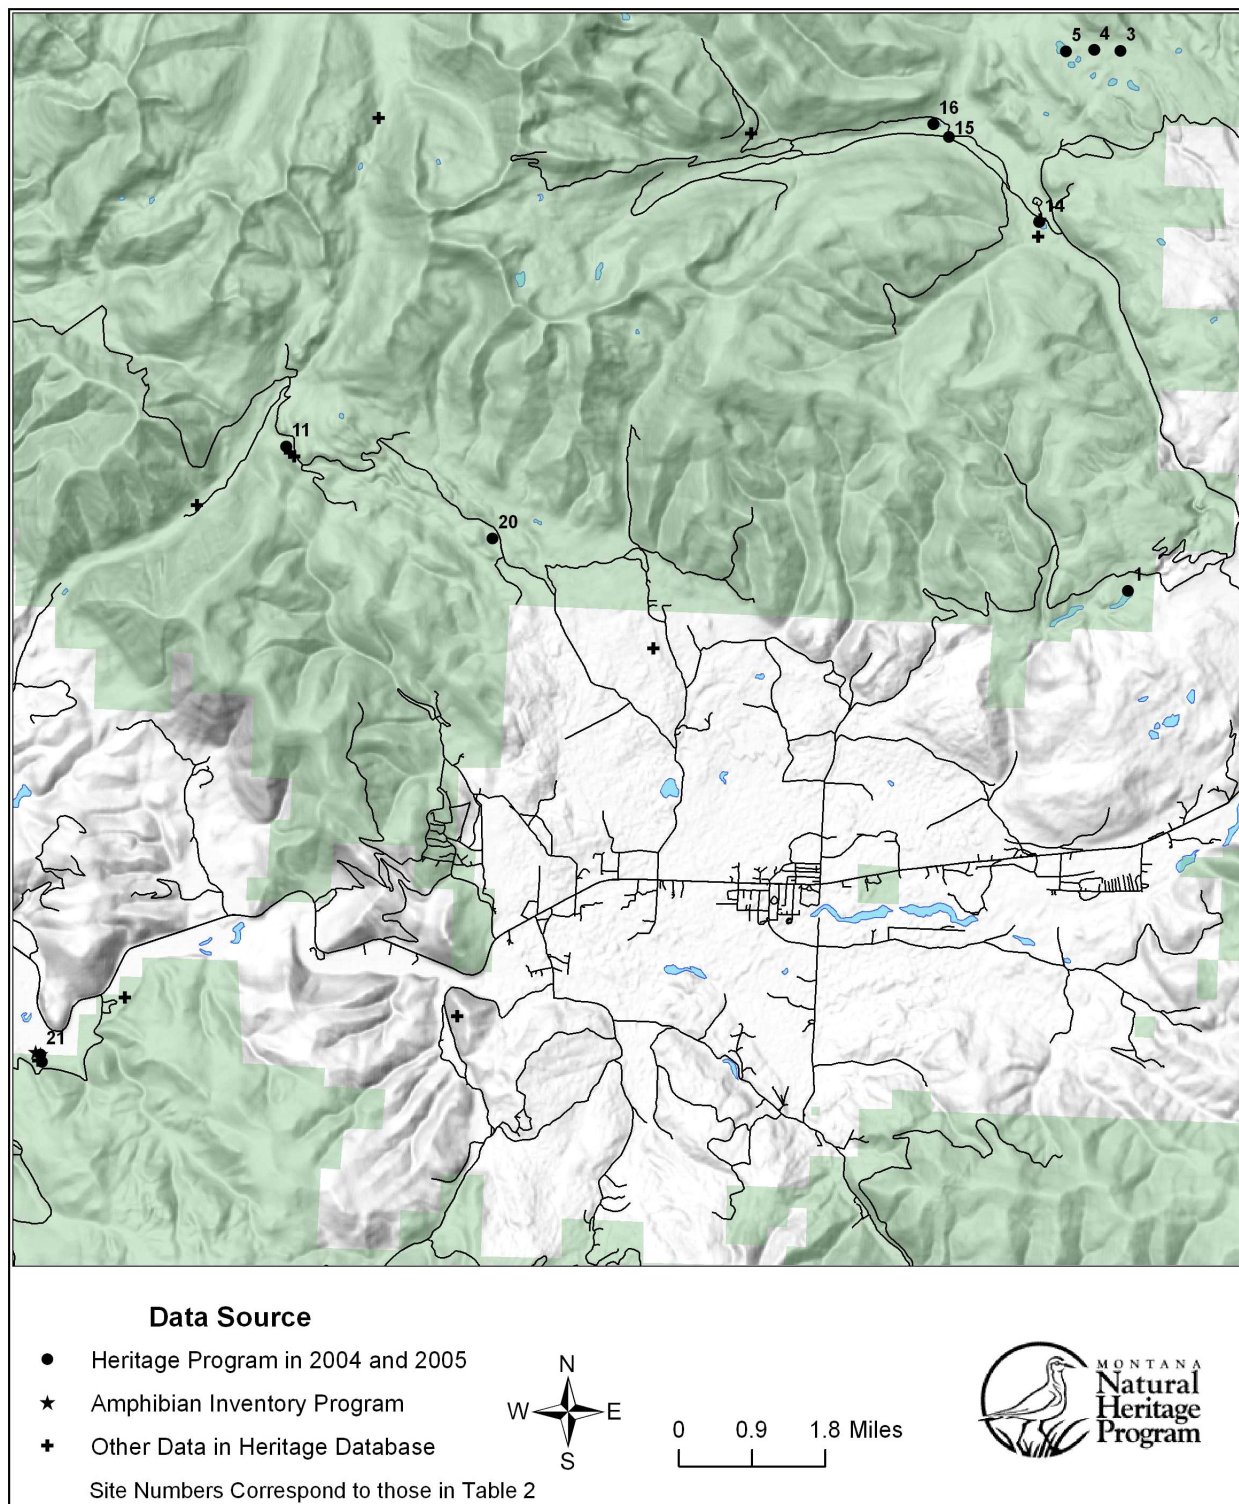 5 4 3
16
15
14
11
20
1
21
Data Source
Heritage Program in 2004 and 2005
Amphibian Inventory Program
Other Data in Heritage Database
Site Numbers Correspond to those in Table 2
N
W E
S
0 0.9 1.8 Miles
MONTANA
Natural
Heritage
Program